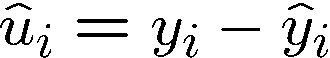 û_i = y_i − ŷ_i